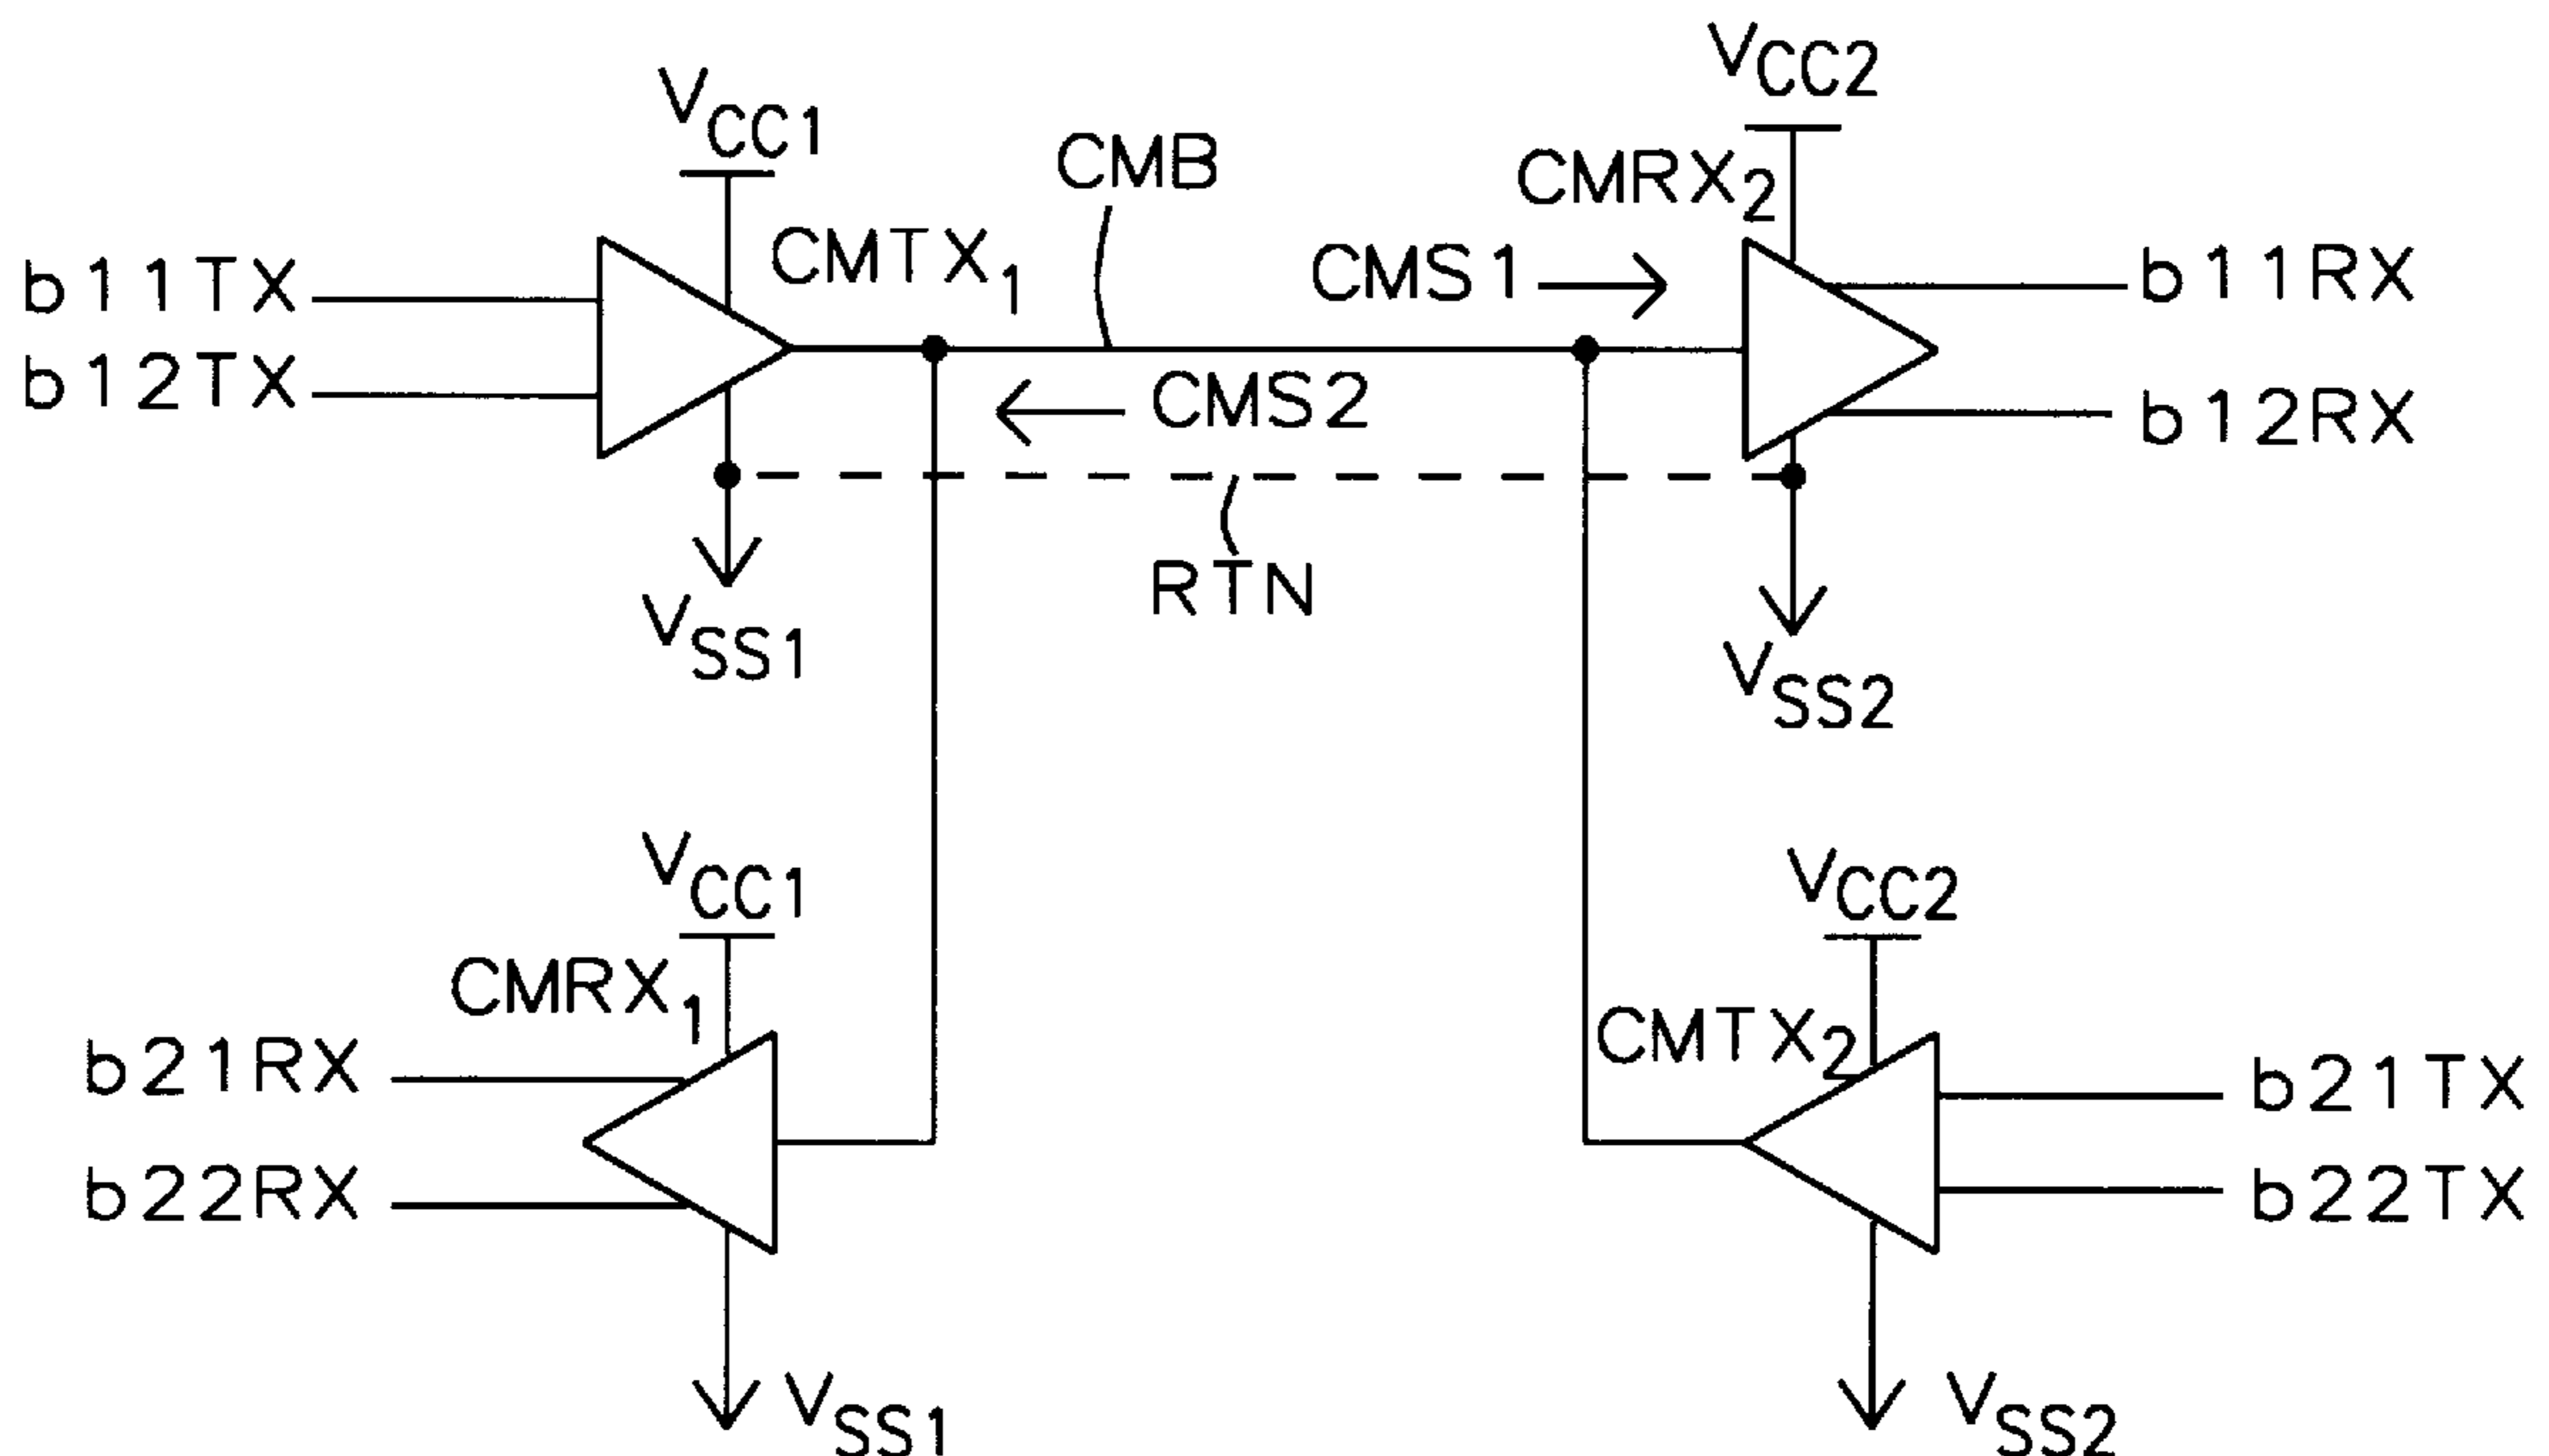 VCC1
VCC2
CMB
CMRX2
b11TX
CMTX1
CMS1
b11RX
b12TX
CMS2
b12RX
RTN
VSS1
VSS2
VCC1
VCC2
CMRX1
CMTX2
b21RX
b21TX
b22RX
b22TX
VSS1
VSS2